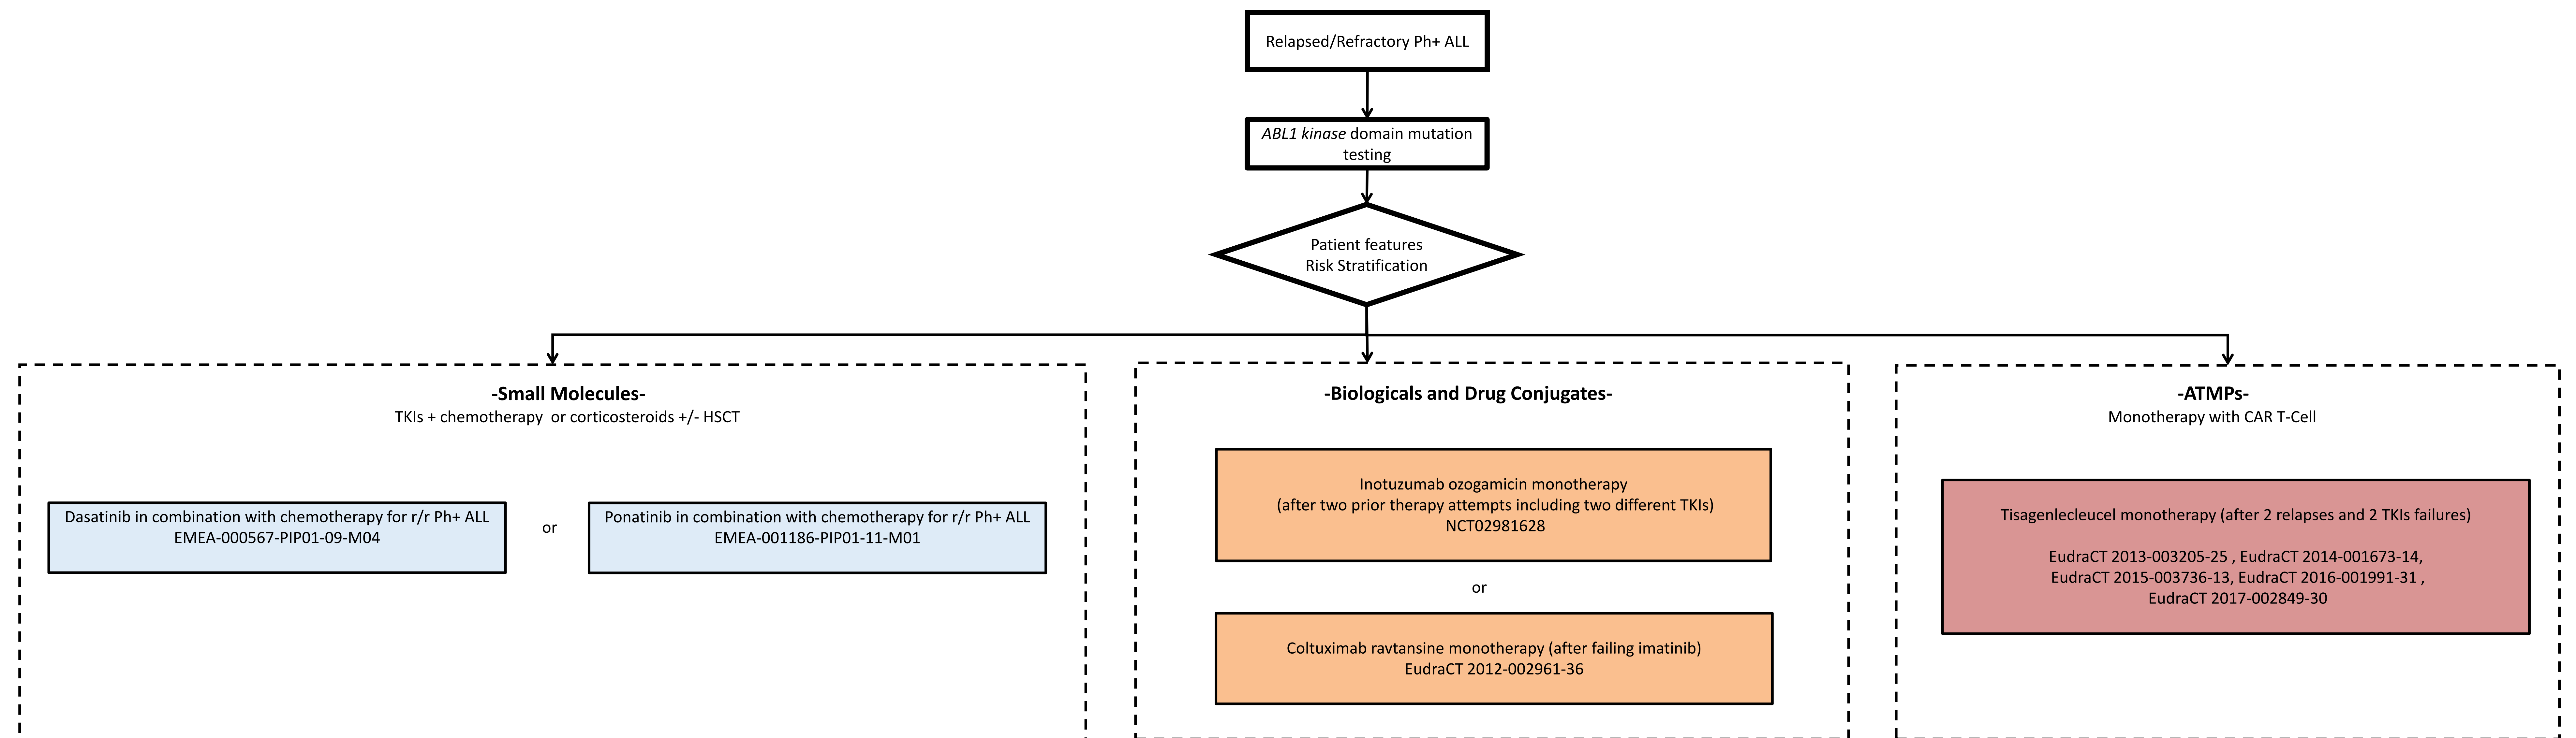 Relapsed/Refractory Ph+ ALL
ABL1 kinase domain mutation
testing
Patient features
Risk Stratification
-Small Molecules-
TKIs + chemotherapy or corticosteroids +/- HSCT
Dasatinib in combination with chemotherapy for r/r Ph+ ALL
EMEA-000567-PIP01-09-M04
or
Ponatinib in combination with chemotherapy for r/r Ph+ ALL
EMEA-001186-PIP01-11-M01
-Biologicals and Drug Conjugates-
Inotuzumab ozogamicin monotherapy
(after two prior therapy attempts including two different TKIs)
NCT02981628
or
Coltuximab ravtansine monotherapy (after failing imatinib)
EudraCT 2012-002961-36
-ATMPs-
Monotherapy with CAR T-Cell
Tisagenlecleucel monotherapy (after 2 relapses and 2 TKIs failures)
EudraCT 2013-003205-25 , EudraCT 2014-001673-14,
EudraCT 2015-003736-13, EudraCT 2016-001991-31 ,
EudraCT 2017-002849-30